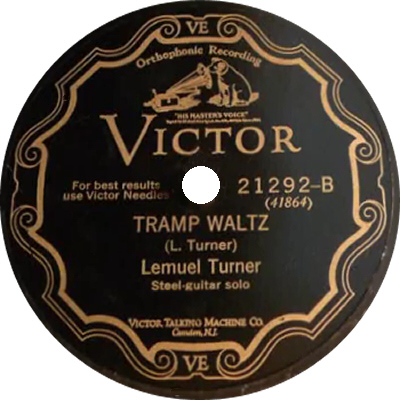 VE
Orthophonic Recording
"HIS MASTER'S VOICE"
VICTOR
For best results
use Victor Needles
21292-B
(41864)
TRAMP WALTZ
(L. Turner)
Lemuel Turner
Steel-guitar solo
VICTOR TALKING MACHINE CO.
Camden, N.J.
VE